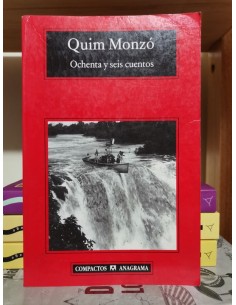 Quim Monzó
Ochenta y seis cuentos
COMPACTOS ANAGRAMA